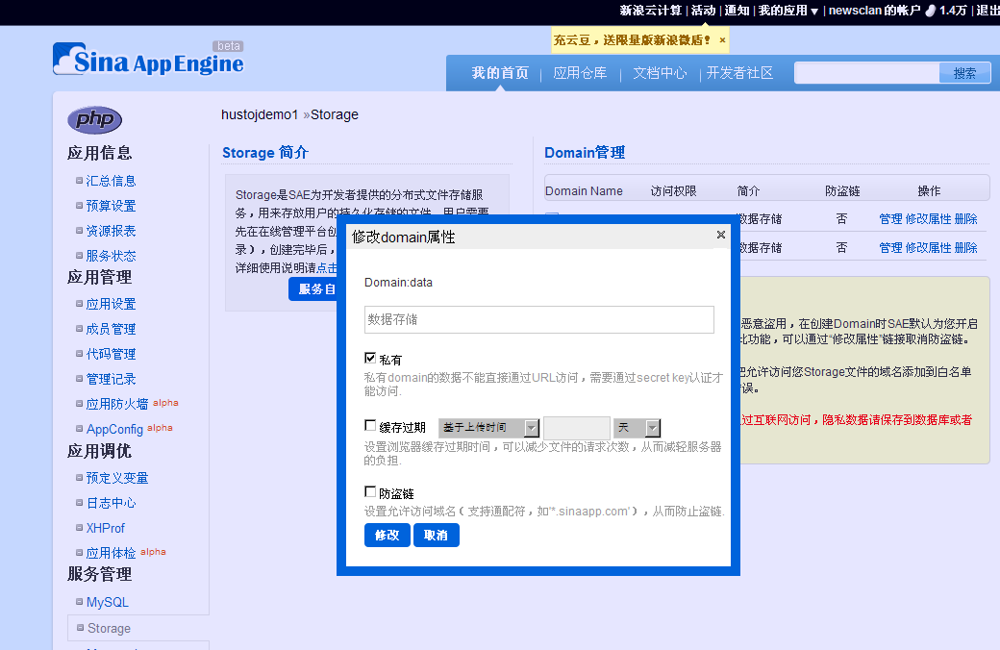 新浪云计算 | 活动 | 通知 | 我的应用 ▼ | newsclan 的帐户 1.4万 | 退出
充云豆，送限量版新浪微盾！ ×
Sina App Engine beta
我的首页 | 应用仓库 | 文档中心 | 开发者社区 搜索
php
hustojdemo1 »Storage
应用信息
汇总信息
预算设置
资源报表
服务状态
应用管理
应用设置
成员管理
代码管理
管理记录
应用防火墙 alpha
AppConfig alpha
应用调优
预定义变量
日志中心
XHProf
应用体检 alpha
服务管理
MySQL
Storage
Storage 简介
Storage是SAE为开发者提供的分布式文件存储服
务，用来存放用户的持久化存储的文件。用户需要
先在在线管理平台创
录），创建完毕后，
详细使用说明请点击
服务自
Domain管理
Domain Name 访问权限 简介 防盗链 操作
数据存储 否 管理 修改属性 删除
数据存储 否 管理 修改属性 删除
恶意盗用，在创建Domain时SAE默认为您开启
此功能，可以通过“修改属性”链接取消防盗链。
把允许访问您Storage文件的域名添加到白名单
误。
过互联网访问，隐私数据请保存到数据库或者
修改domain属性 ×
Domain:data
数据存储
私有
私有domain的数据不能直接通过URL访问，需要通过secret key认证才
能访问.
缓存过期 基于上传时间 天
设置浏览器缓存过期时间，可以减少文件的请求次数，从而减轻服务器
的负担.
防盗链
设置允许访问域名（支持通配符，如'*.sinaapp.com'），从而防止盗链.
修改 取消